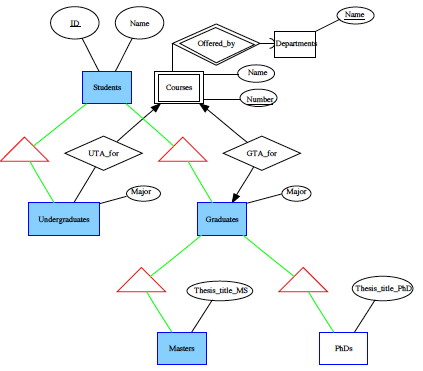 ID
Name
Offered_by
Departments
Name
Students
Courses
Name
Number
UTA_for
GTA_for
Undergraduates
Major
Graduates
Major
Thesis_title_MS
Thesis_title_PhD
Masters
PhDs